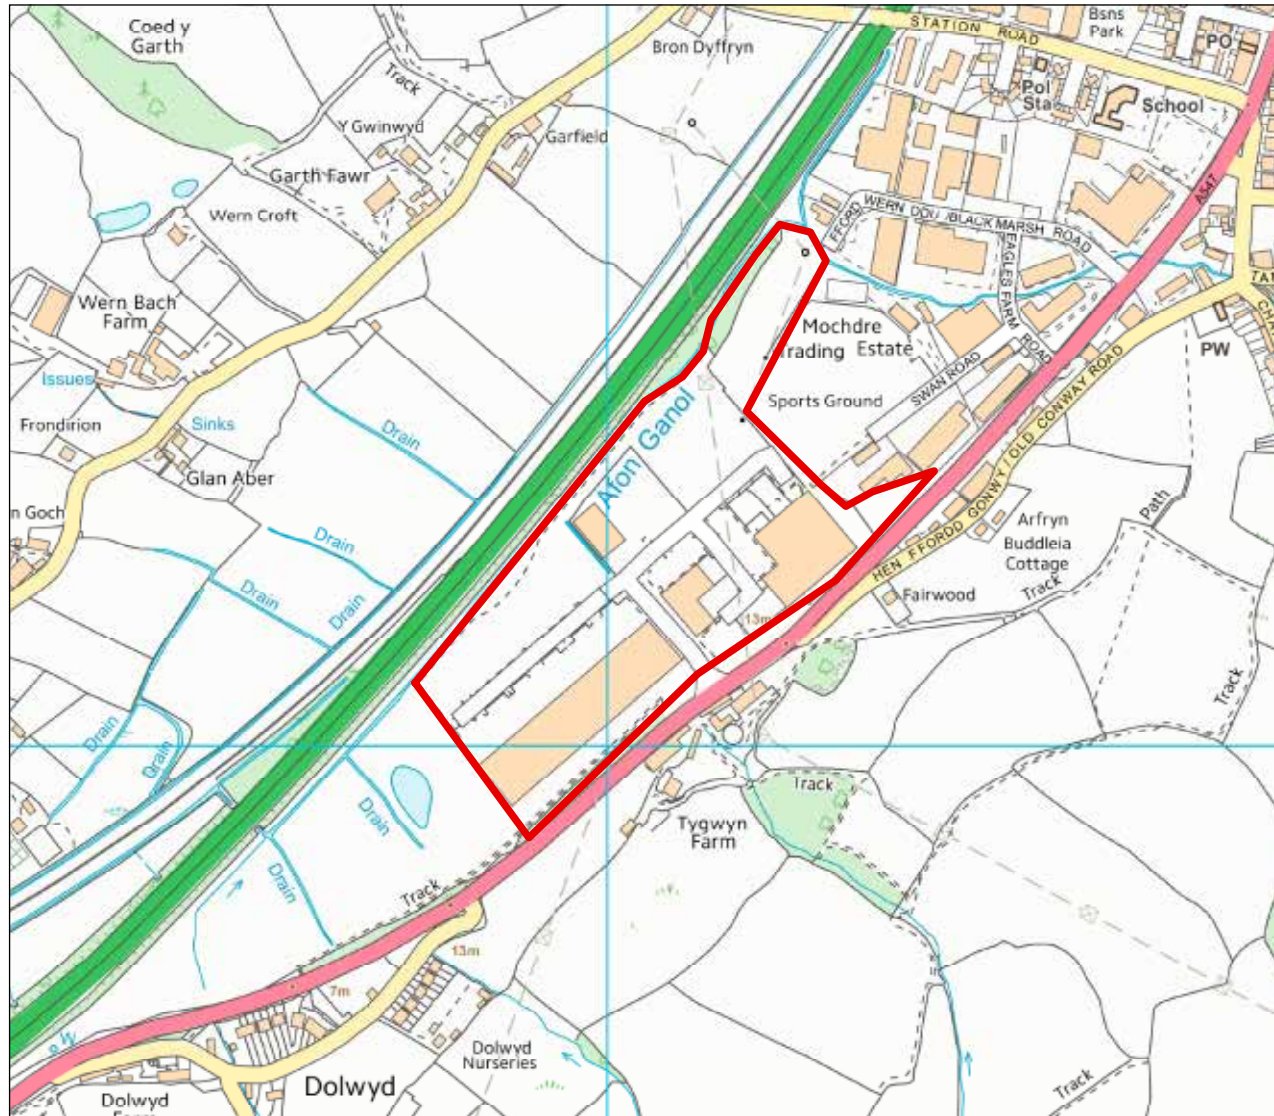 Coed y
Garth
Track
Bron Dyffryn
STATION ROAD
Bsns
Park
PO
Pol
Sta
School
A547
Y Gwinwyd
Garfield
Garth Fawr
Wern Croft
FFORD WERN DDU/BLACK MARSH ROAD
EAGLES FARM ROAD
Wern Bach
Farm
Mochdre
Trading Estate
SWAN ROAD
PW
Issues
Sinks
Drain
Frondirion
Glan Aber
Sports Ground
Afon Ganol
HEN FFORDD GONWY/OLD CONWAY ROAD
n Goch
Drain
Drain
Drain
Path
Arfryn
Buddleia
Cottage
Track
Fairwood
13m
Track
Drain
Drain
Drain
Drain
Track
Tygwyn
Farm
Track
13m
7m
Dolwyd
Nurseries
Dolwyd
Track
Dolwyd